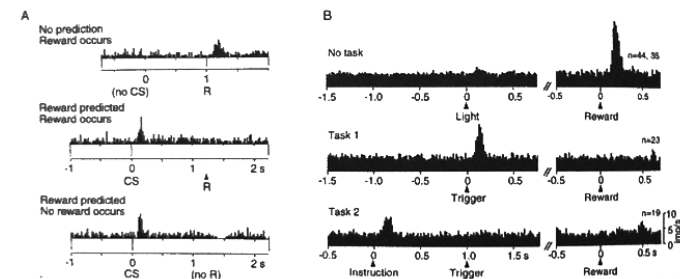 A
No prediction
Reward occurs
0 1
(no CS) R
Reward predicted
Reward occurs
-1 0 1 2 s
CS R
Reward predicted
No reward occurs
-1 0 1 2 s
CS (no R)
B
No task
n=44, 35
-1.5 -1.0 -0.5 0 0.5 // -0.5 0 0.5
Light Reward
Task 1
n=23
-1.5 -1.0 -0.5 0 0.5 // -0.5 0 0.5
Trigger Reward
Task 2
n=19
10
5
0
imp/s
-0.5 0 0.5 1.0 1.5 s // -0.5 0 0.5
Instruction Trigger Reward